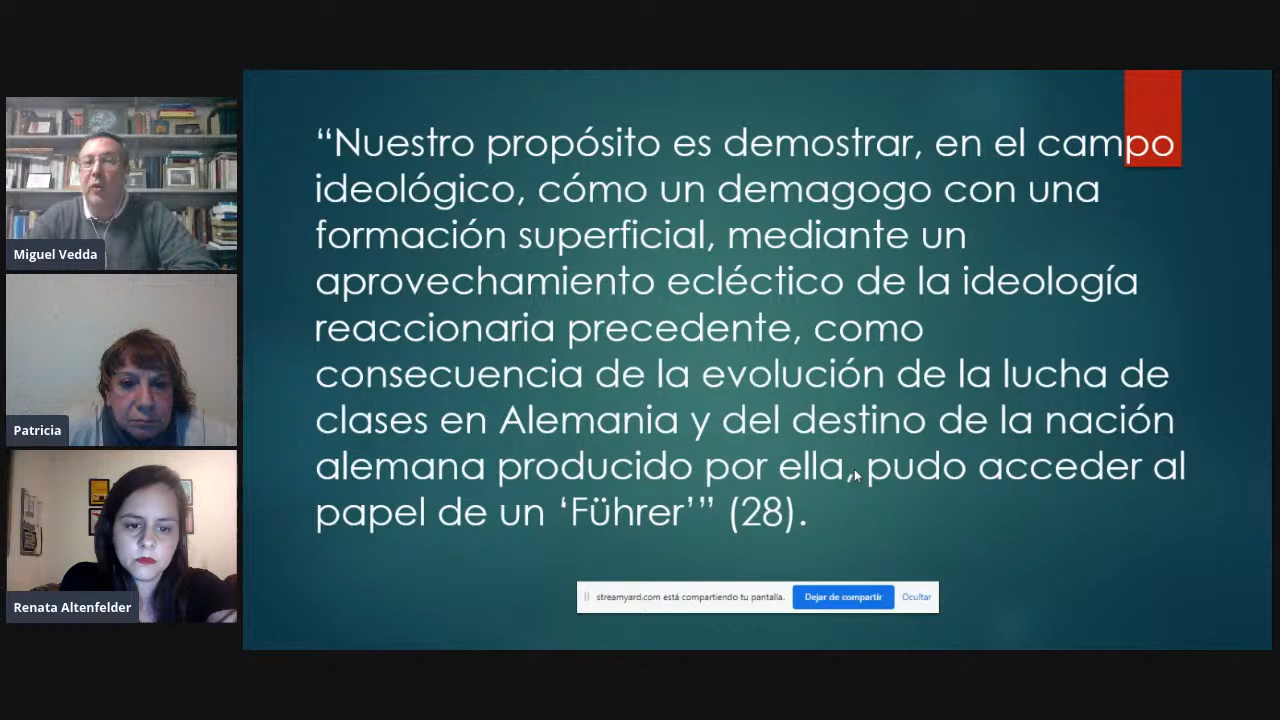 “Nuestro propósito es demostrar, en el campo
ideológico, cómo un demagogo con una
formación superficial, mediante un
aprovechamiento ecléctico de la ideología
reaccionaria precedente, como
consecuencia de la evolución de la lucha de
clases en Alemania y del destino de la nación
alemana producido por ella, pudo acceder al
papel de un ‘Führer’” (28).
Miguel Vedda
Patricia
Renata Altenfelder
streamyard.com está compartiendo tu pantalla.
Dejar de compartir
Ocultar